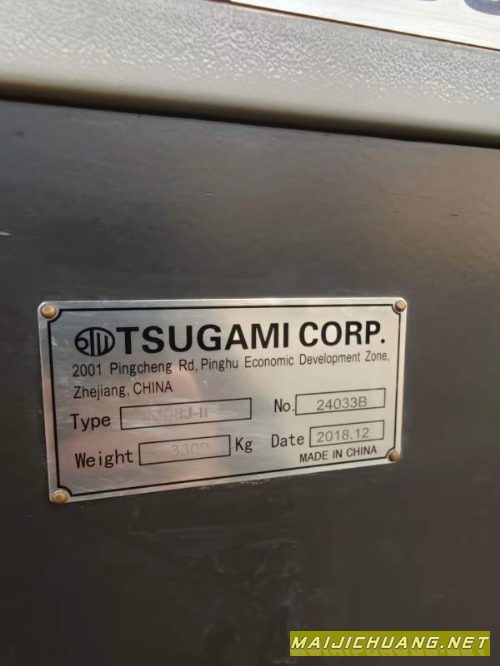 TSUGAMI CORP.
2001 Pingcheng Rd, Pinghu Economic Development Zone,
Zhejiang, CHINA
Type No. 24033B
Weight 3300 Kg Date 2018.12
MADE IN CHINA
MAIJICHUANG.NET